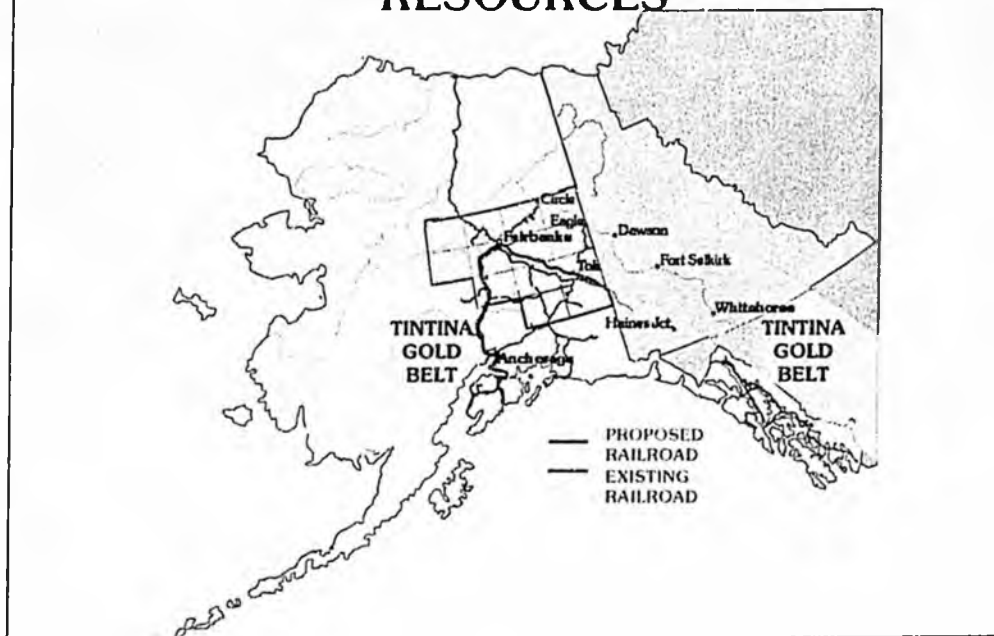 RESOURCES
Circle
Eagle
Fairbanks
Dawson
Tok
Fort Selkirk
Whitehorse
Haines Jct.
TINTINA
GOLD
BELT
TINTINA
GOLD
BELT
Anchorage
PROPOSED
RAILROAD
EXISTING
RAILROAD